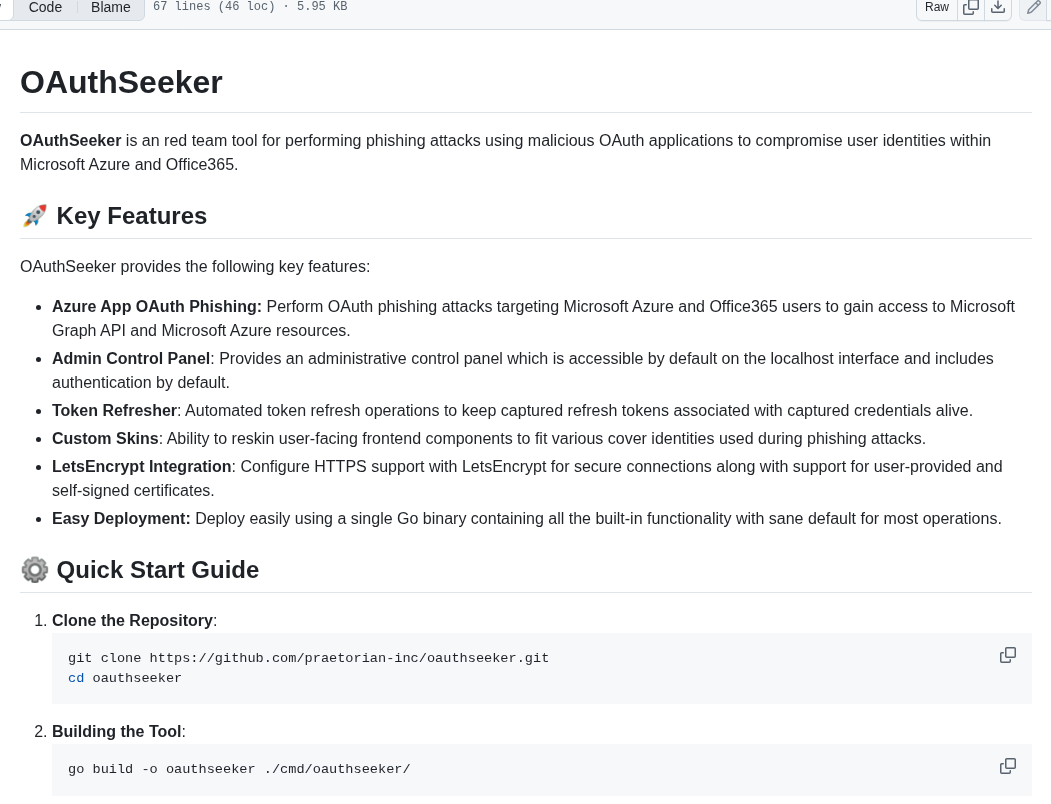 Code Blame 67 lines (46 loc) · 5.95 KB Raw
OAuthSeeker
OAuthSeeker is an red team tool for performing phishing attacks using malicious OAuth applications to compromise user identities within
Microsoft Azure and Office365.
🚀 Key Features
OAuthSeeker provides the following key features:
• Azure App OAuth Phishing: Perform OAuth phishing attacks targeting Microsoft Azure and Office365 users to gain access to Microsoft
Graph API and Microsoft Azure resources.
• Admin Control Panel: Provides an administrative control panel which is accessible by default on the localhost interface and includes
authentication by default.
• Token Refresher: Automated token refresh operations to keep captured refresh tokens associated with captured credentials alive.
• Custom Skins: Ability to reskin user-facing frontend components to fit various cover identities used during phishing attacks.
• LetsEncrypt Integration: Configure HTTPS support with LetsEncrypt for secure connections along with support for user-provided and
self-signed certificates.
• Easy Deployment: Deploy easily using a single Go binary containing all the built-in functionality with sane default for most operations.
⚙️ Quick Start Guide
1. Clone the Repository:
git clone https://github.com/praetorian-inc/oauthseeker.git
cd oauthseeker
2. Building the Tool:
go build -o oauthseeker ./cmd/oauthseeker/